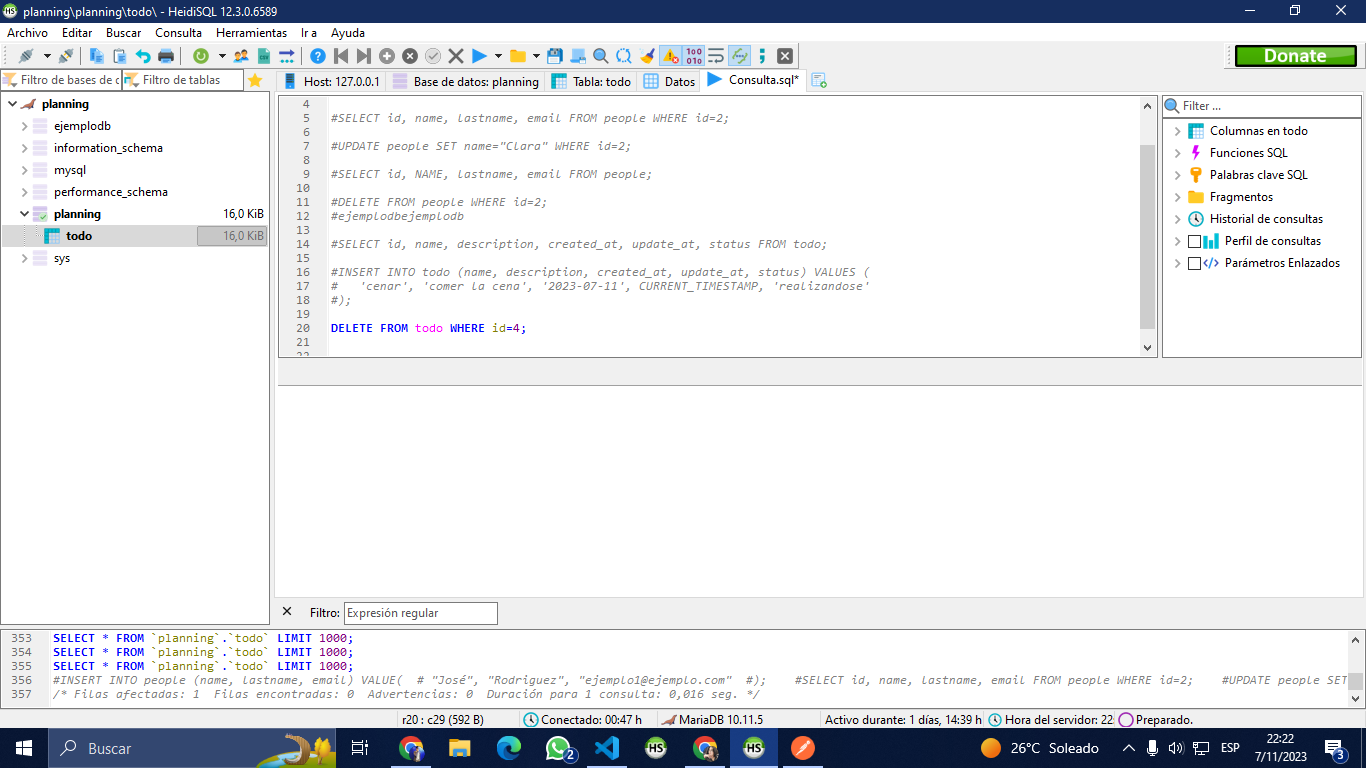 HS planning\planning\todo\ - HeidiSQL 12.3.0.6589
Archivo Editar Buscar Consulta Herramientas Ir a Ayuda
Donate
Filtro de bases de d Filtro de tablas
Host: 127.0.0.1 Base de datos: planning Tabla: todo Datos Consulta.sql*
planning
ejemplodb
information_schema
mysql
performance_schema
planning 16,0 KiB
todo 16,0 KiB
sys
4
5 #SELECT id, name, lastname, email FROM people WHERE id=2;
6
7 #UPDATE people SET name="Clara" WHERE id=2;
8
9 #SELECT id, NAME, lastname, email FROM people;
10
11 #DELETE FROM people WHERE id=2;
12 #ejemplodbejemplodb
13
14 #SELECT id, name, description, created_at, update_at, status FROM todo;
15
16 #INSERT INTO todo (name, description, created_at, update_at, status) VALUES (
17 #   'cenar', 'comer la cena', '2023-07-11', CURRENT_TIMESTAMP, 'realizandose'
18 #);
19
20 DELETE FROM todo WHERE id=4;
21
22
Filter ...
Columnas en todo
Funciones SQL
Palabras clave SQL
Fragmentos
Historial de consultas
Perfil de consultas
Parámetros Enlazados
Filtro: Expresión regular
353 SELECT * FROM `planning`.`todo` LIMIT 1000;
354 SELECT * FROM `planning`.`todo` LIMIT 1000;
355 SELECT * FROM `planning`.`todo` LIMIT 1000;
356 #INSERT INTO people (name, lastname, email) VALUE(  # "José", "Rodriguez", "ejemplo1@ejemplo.com"  #);    #SELECT id, name, lastname, email FROM people WHERE id=2;    #UPDATE people SET
357 /* Filas afectadas: 1  Filas encontradas: 0  Advertencias: 0  Duración para 1 consulta: 0,016 seg. */
r20 : c29 (592 B) Conectado: 00:47 h MariaDB 10.11.5 Activo durante: 1 días, 14:39 h Hora del servidor: 22 Preparado.
Buscar 2 HS HS 26°C Soleado ESP 22:22
7/11/2023 3